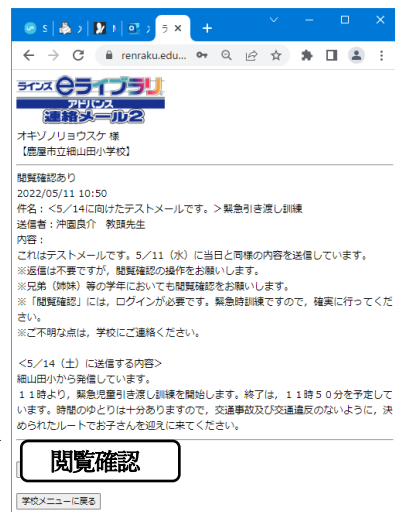 renraku.edu...
ラインズ eライブラリ
アドバンス
連絡メール2
オキゾノリョウスケ 様
【鹿屋市立細山田小学校】
閲覧確認あり
2022/05/11 10:50
件名：<5／14に向けたテストメールです。>緊急引き渡し訓練
送信者：沖園良介　教頭先生
内容：
これはテストメールです。5／11（水）に当日と同様の内容を送信しています。
※返信は不要ですが，閲覧確認の操作をお願いします。
※兄弟（姉妹）等の学年においても閲覧確認をお願いします。
※「閲覧確認」には，ログインが必要です。緊急時訓練ですので，確実に行ってくだ
さい。
※ご不明な点は，学校にご連絡ください。
<5／14（土）に送信する内容>
細山田小から発信しています。
１１時より，緊急児童引き渡し訓練を開始します。終了は，１１時５０分を予定して
います。時間のゆとりは十分ありますので，交通事故及び交通違反のないように，決
められたルートでお子さんを迎えに来てください。
閲覧確認
学校メニューに戻る